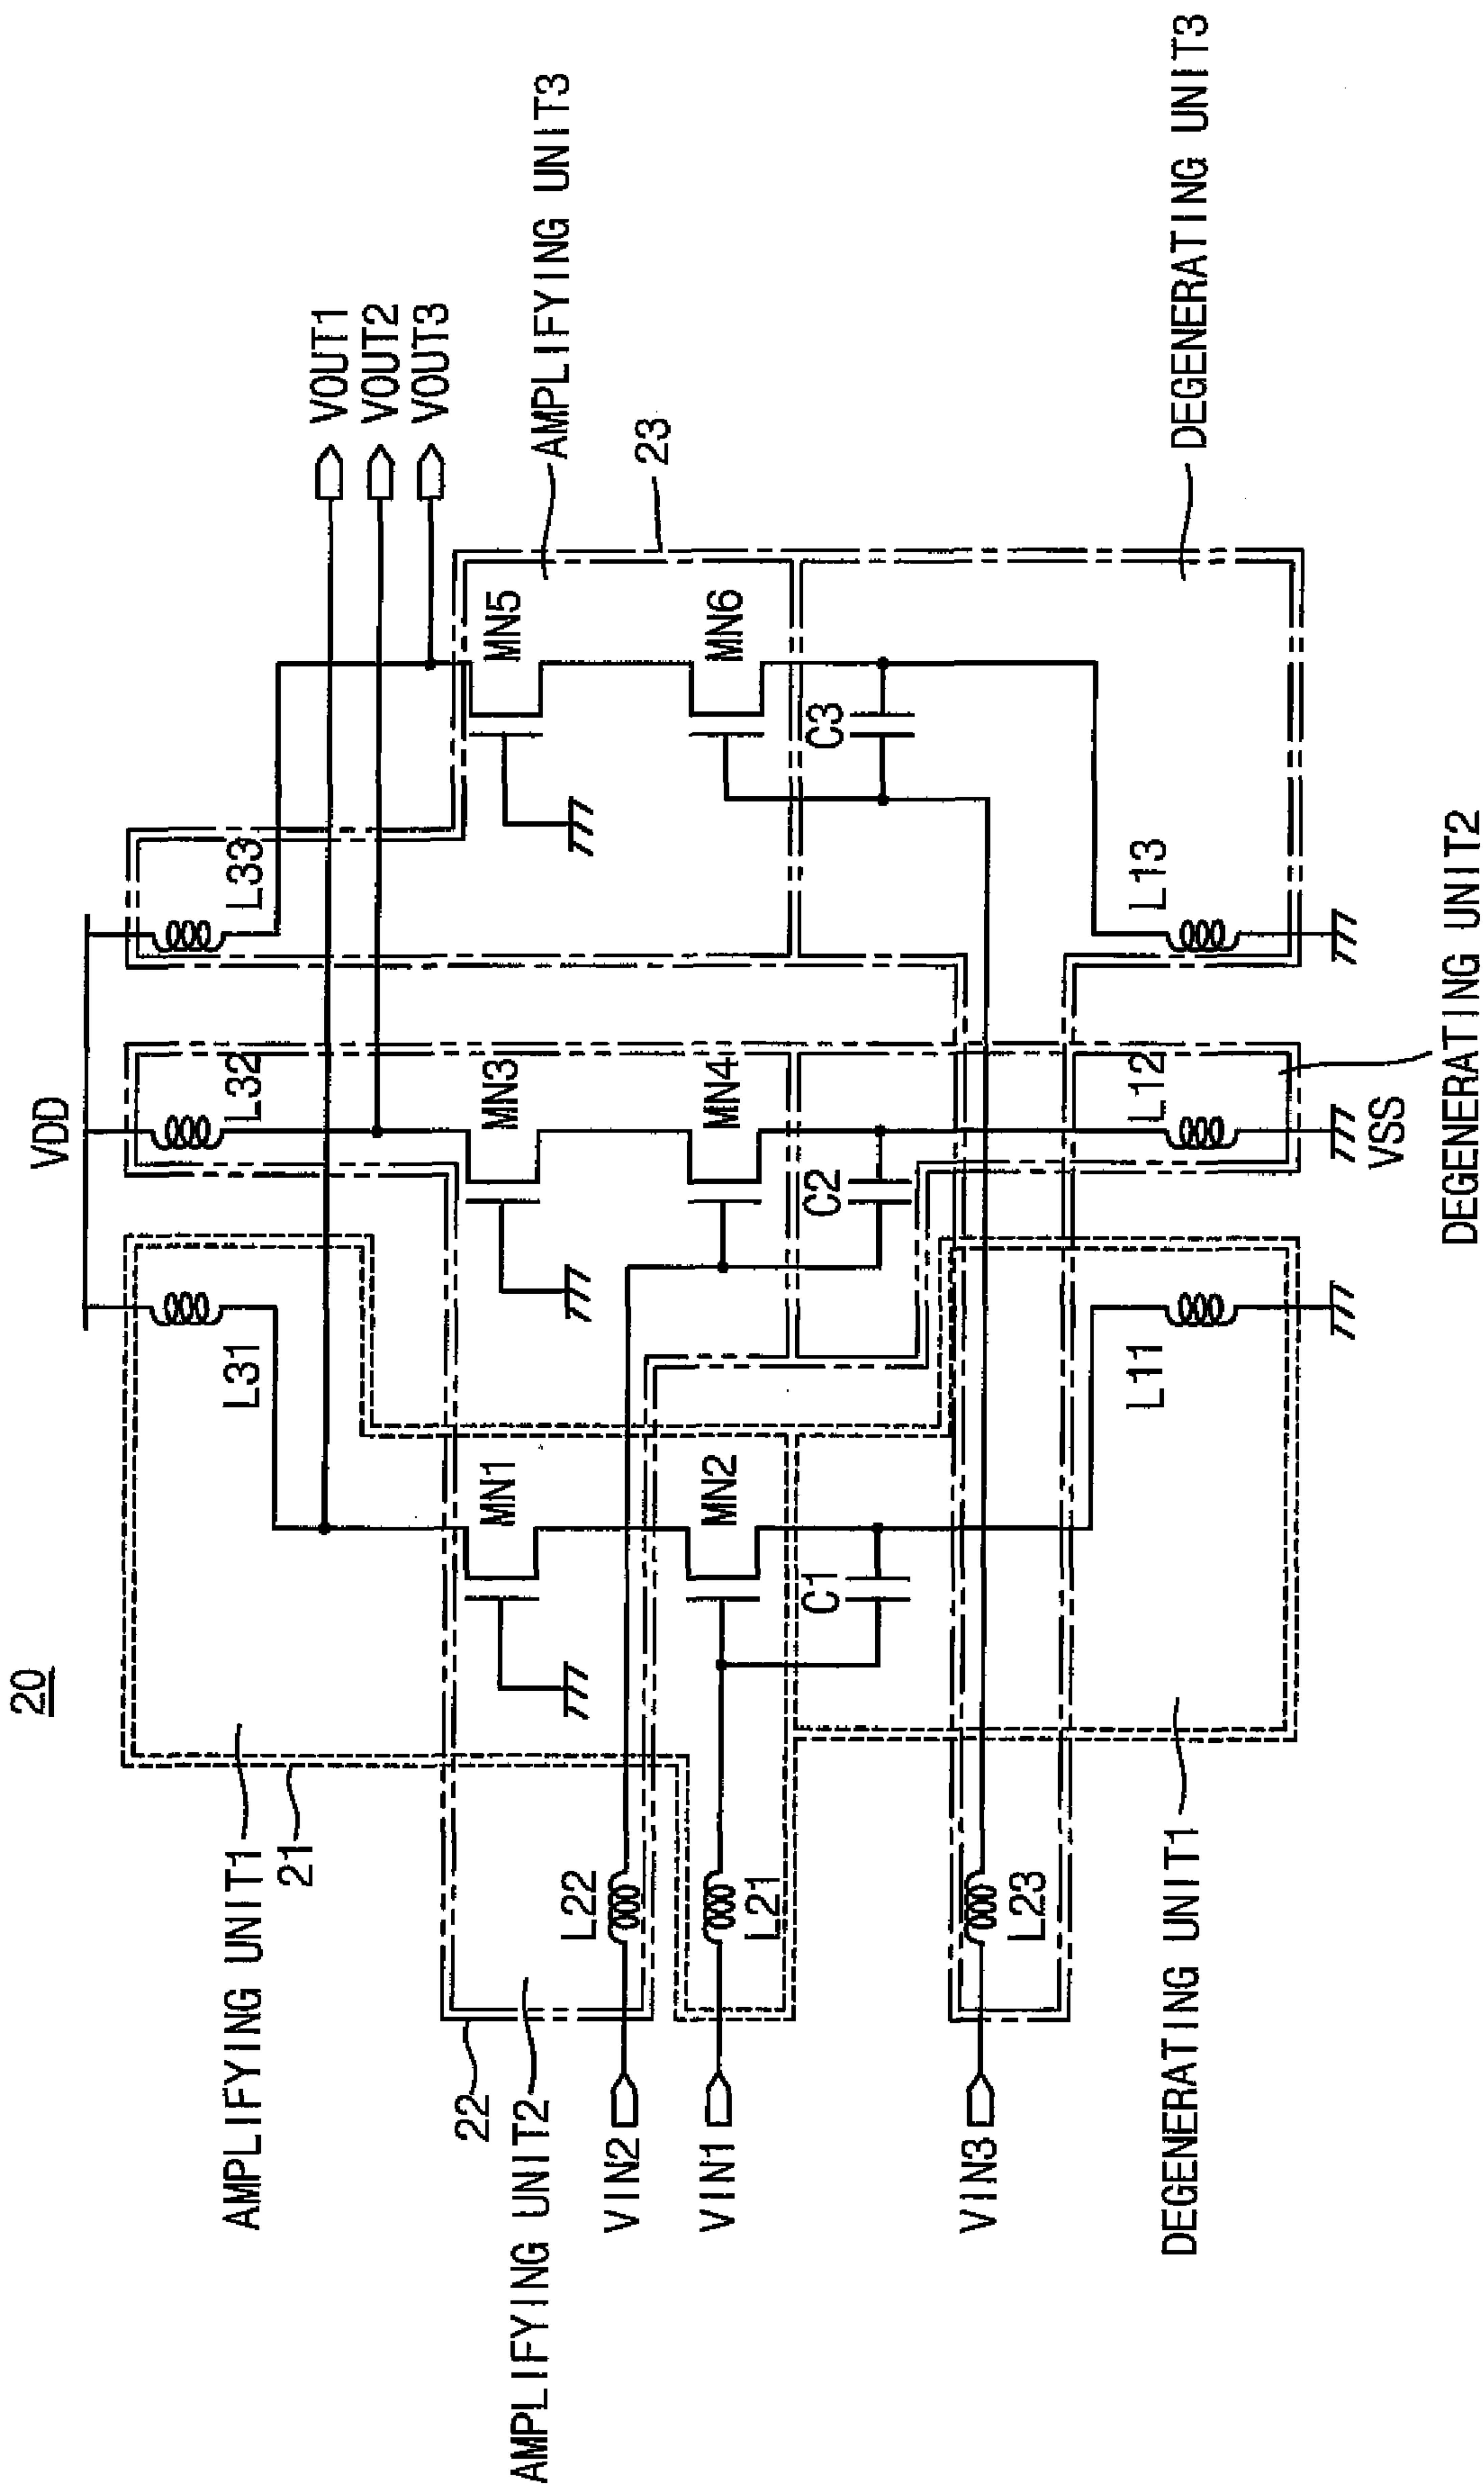 20
VDD
AMPLIFYING UNIT1
21
L31
L32
L33
VOUT1
VOUT2
VOUT3
22
AMPLIFYING UNIT2
MN1
MN3
MN5
AMPLIFYING UNIT3
23
VIN2
L22
VIN1
L21
MN2
MN4
MN6
C1
C2
C3
VIN3
L23
L11
L12
L13
DEGENERATING UNIT1
DEGENERATING UNIT3
VSS
DEGENERATING UNIT2